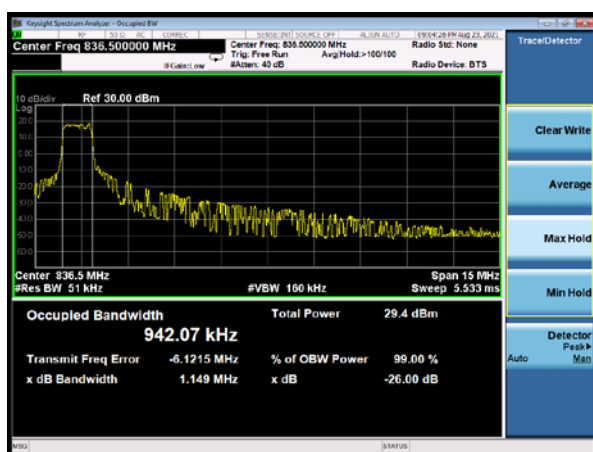 Keysight Spectrum Analyzer - Occupied BW
RF 50 Ω AC CORREC SENSE:INT SOURCE OFF ALIGN AUTO 09:04:26 PM Aug 23, 2021
Center Freq 836.500000 MHz
Center Freq: 836.500000 MHz
Radio Std: None
Trig: Free Run Avg|Hold:>100/100
#IFGain:Low #Atten: 40 dB Radio Device: BTS
Trace/Detector
10 dB/div Ref 30.00 dBm
Log
20.0
10.0
0.00
-10.0
-20.0
-30.0
-40.0
-50.0
-60.0
Clear Write
Average
Max Hold
Min Hold
Center 836.5 MHz Span 15 MHz
#Res BW 51 kHz #VBW 160 kHz Sweep 5.533 ms
Occupied Bandwidth Total Power 29.4 dBm
942.07 kHz
Transmit Freq Error -6.1215 MHz % of OBW Power 99.00 %
x dB Bandwidth 1.149 MHz x dB -26.00 dB
Detector
Peak▶
Auto Man
MSG STATUS